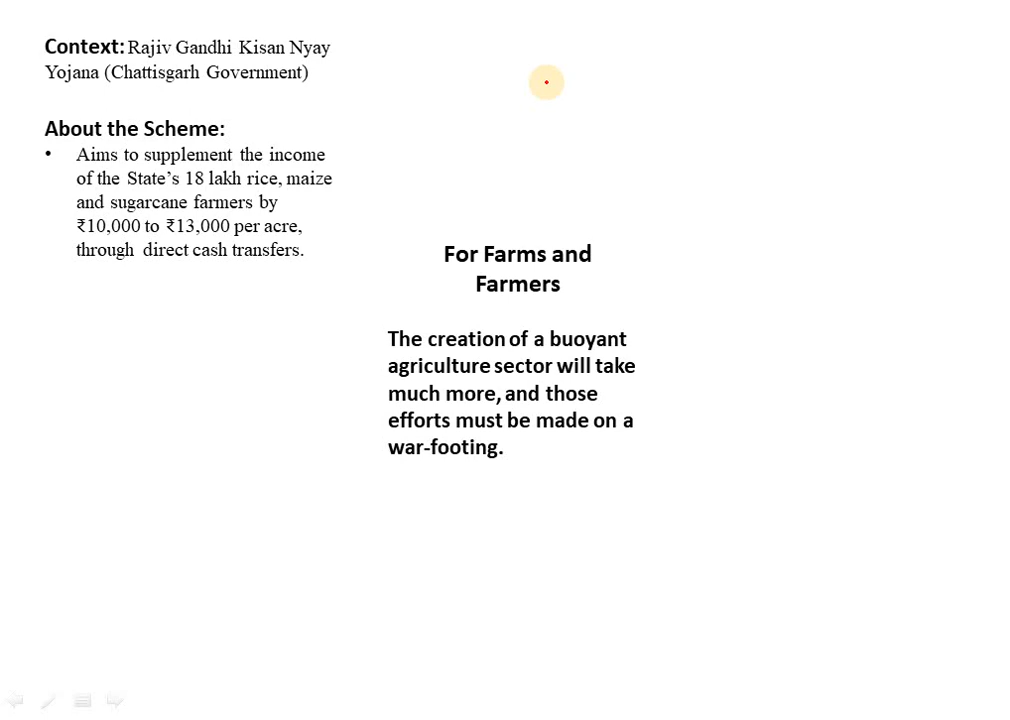 Context: Rajiv Gandhi Kisan Nyay
Yojana (Chattisgarh Government)
About the Scheme:
• Aims to supplement the income
of the State’s 18 lakh rice, maize
and sugarcane farmers by
₹10,000 to ₹13,000 per acre,
through direct cash transfers.
For Farms and
Farmers
The creation of a buoyant
agriculture sector will take
much more, and those
efforts must be made on a
war-footing.